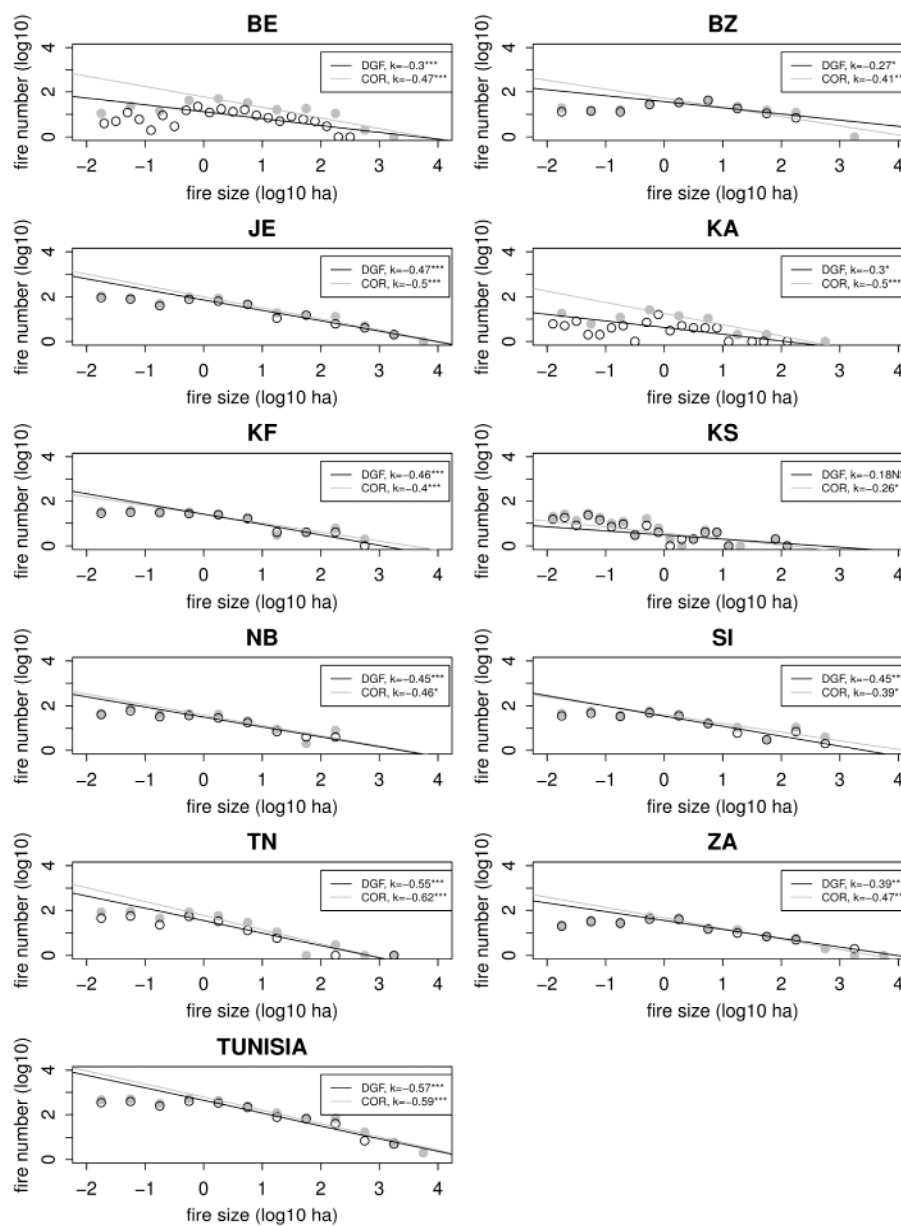 BE
BZ
fire number (log10)
0 2 4
DGF, k=−0.3***
COR, k=−0.47***
−2 −1 0 1 2 3 4
fire size (log10 ha)
fire number (log10)
0 2 4
DGF, k=−0.27*
COR, k=−0.41**
−2 −1 0 1 2 3 4
fire size (log10 ha)
JE
KA
fire number (log10)
0 2 4
DGF, k=−0.47***
COR, k=−0.5***
−2 −1 0 1 2 3 4
fire size (log10 ha)
fire number (log10)
0 2 4
DGF, k=−0.3*
COR, k=−0.5***
−2 −1 0 1 2 3 4
fire size (log10 ha)
KF
KS
fire number (log10)
0 2 4
DGF, k=−0.46***
COR, k=−0.4***
−2 −1 0 1 2 3 4
fire size (log10 ha)
fire number (log10)
0 2 4
DGF, k=−0.18NS
COR, k=−0.26*
−2 −1 0 1 2 3 4
fire size (log10 ha)
NB
SI
fire number (log10)
0 2 4
DGF, k=−0.45***
COR, k=−0.46*
−2 −1 0 1 2 3 4
fire size (log10 ha)
fire number (log10)
0 2 4
DGF, k=−0.45***
COR, k=−0.39*
−2 −1 0 1 2 3 4
fire size (log10 ha)
TN
ZA
fire number (log10)
0 2 4
DGF, k=−0.55***
COR, k=−0.62***
−2 −1 0 1 2 3 4
fire size (log10 ha)
fire number (log10)
0 2 4
DGF, k=−0.39***
COR, k=−0.47**
−2 −1 0 1 2 3 4
fire size (log10 ha)
TUNISIA
fire number (log10)
0 2 4
DGF, k=−0.57***
COR, k=−0.59***
−2 −1 0 1 2 3 4
fire size (log10 ha)